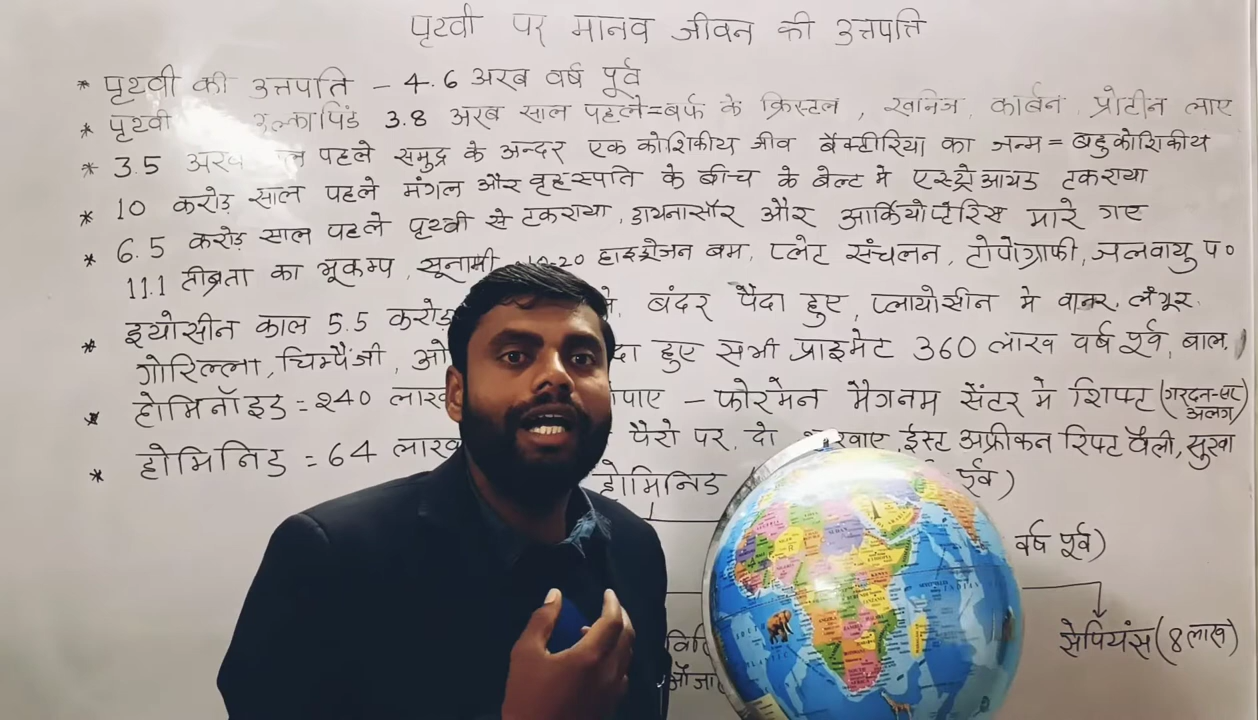 पृथ्वी पर मानव जीवन की उत्तपत्ति
* पृथ्वी की उत्तपति - 4.6 अरब वर्ष पूर्व
* पृथ्वी उल्कापिंड 3.8 अरब साल पहले = बर्फ के क्रिस्टल, खनिज, कार्बन, प्रोटीन लाए
* 3.5 अरब पहले समुद्र के अन्दर एक कोशिकीय जीव बैक्टीरिया का जन्म = बहुकोशिकीय
* 10 करोड़ साल पहले मंगल और वृहस्पति के बीच के बेल्ट मे एस्ट्रोआयड टकराया
* 6.5 करोड़ साल पहले पृथ्वी से टकराया, डायनासॉर और आर्कियोप्टेरिस मारे गए
11.1 तीब्रता का भूकम्प, सूनामी, 20 हाइड्रोजन बम, प्लेट संचलन, टोपोग्राफी, जलवायु प०
* इयोसीन काल 5.5 करोड़ बंदर पैदा हुए, प्लायोसीन मे वानर, लंगूर,
गोरिल्ला, चिम्पैंजी, हुए सभी प्राइमेट 360 लाख वर्ष पूर्व, बाल,
* होमिनॉइड = 240 लाख - फोरमेन मैगनम सेंटर मे शिफ्ट (गरदन-धट अलग)
* होमिनिड = 64 लाख पैरो पर, दो ईस्ट अफ्रीकन रिफ्ट वैली, सुखा
होमिनिड पूर्व)
वर्ष पूर्व)
सेपियंस (8 लाख)